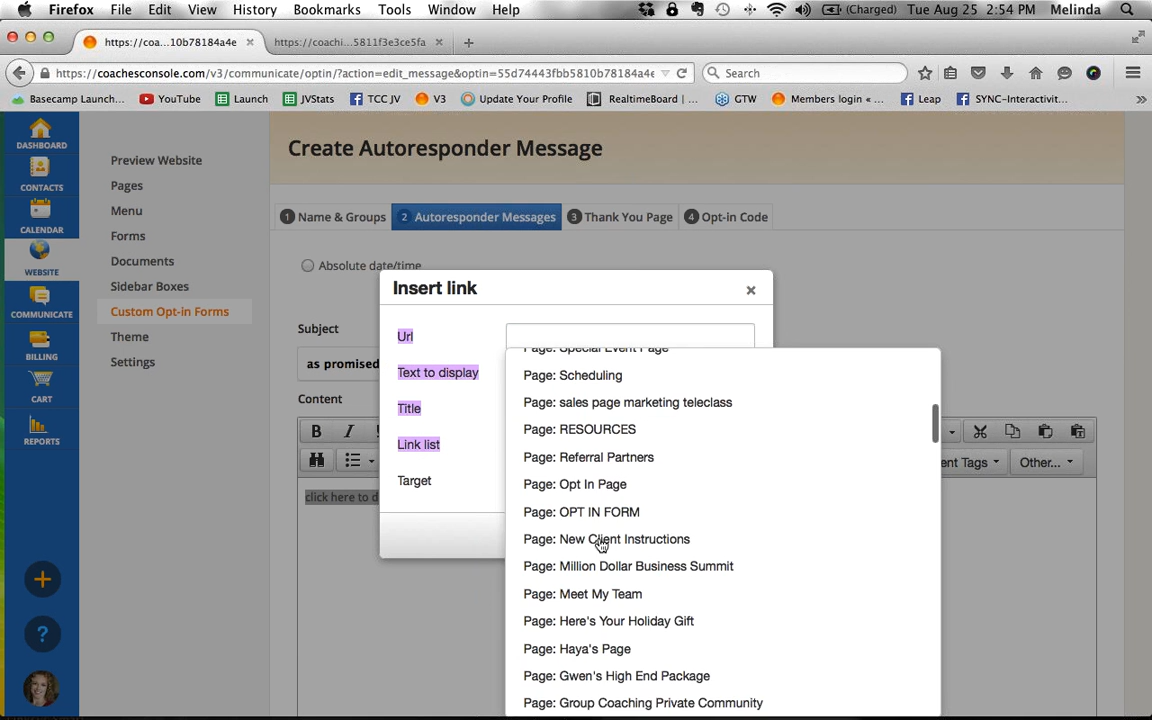 Firefox File Edit View History Bookmarks Tools Window Help (Charged) Tue Aug 25 2:54 PM Melinda
https://coa...10b78184a4e × https://coachi...5811f3e3ce5fa × +
https://coachesconsole.com/v3/communicate/optin/?action=edit_message&optin=55d74443fbb5810b78184a4e Search
Basecamp Launch... YouTube Launch JVStats TCC JV V3 Update Your Profile RealtimeBoard | ... GTW Members login « ... Leap SYNC-Interactivit... »
DASHBOARD
CONTACTS
CALENDAR
WEBSITE
COMMUNICATE
BILLING
CART
REPORTS
+
?
Preview Website
Pages
Menu
Forms
Documents
Sidebar Boxes
Custom Opt-in Forms
Theme
Settings
Create Autoresponder Message
1 Name & Groups 2 Autoresponder Messages 3 Thank You Page 4 Opt-in Code
Absolute date/time
Subject
as promised
Content
B I
Other...
click here to d
Insert link ×
Url
Text to display
Title
Link list
Target
Page: Special Event Page
Page: Scheduling
Page: sales page marketing teleclass
Page: RESOURCES
Page: Referral Partners
Page: Opt In Page
Page: OPT IN FORM
Page: New Client Instructions
Page: Million Dollar Business Summit
Page: Meet My Team
Page: Here's Your Holiday Gift
Page: Haya's Page
Page: Gwen's High End Package
Page: Group Coaching Private Community